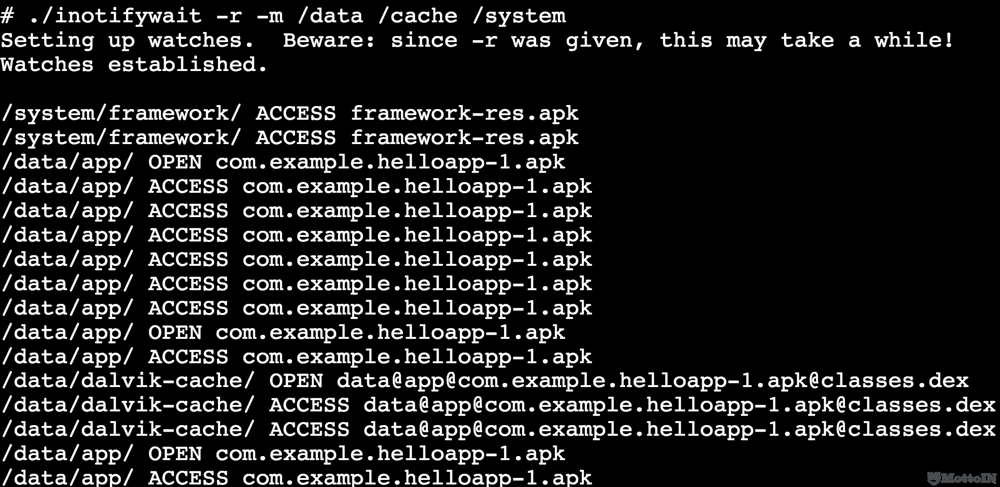 # ./inotifywait -r -m /data /cache /system
Setting up watches.  Beware: since -r was given, this may take a while!
Watches established.

/system/framework/ ACCESS framework-res.apk
/system/framework/ ACCESS framework-res.apk
/data/app/ OPEN com.example.helloapp-1.apk
/data/app/ ACCESS com.example.helloapp-1.apk
/data/app/ ACCESS com.example.helloapp-1.apk
/data/app/ ACCESS com.example.helloapp-1.apk
/data/app/ ACCESS com.example.helloapp-1.apk
/data/app/ ACCESS com.example.helloapp-1.apk
/data/app/ ACCESS com.example.helloapp-1.apk
/data/app/ OPEN com.example.helloapp-1.apk
/data/app/ ACCESS com.example.helloapp-1.apk
/data/dalvik-cache/ OPEN data@app@com.example.helloapp-1.apk@classes.dex
/data/dalvik-cache/ ACCESS data@app@com.example.helloapp-1.apk@classes.dex
/data/dalvik-cache/ ACCESS data@app@com.example.helloapp-1.apk@classes.dex
/data/app/ OPEN com.example.helloapp-1.apk
/data/app/ ACCESS com.example.helloapp-1.apk
MottoIN